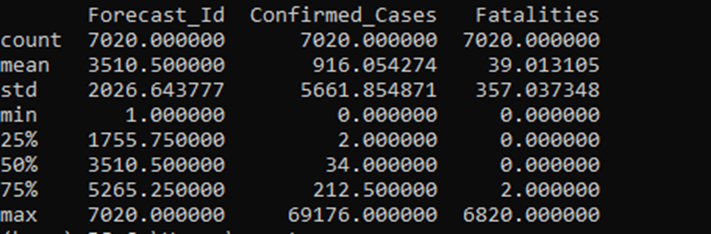 Forecast_Id Confirmed_Cases Fatalities
count 7020.000000 7020.000000 7020.000000
mean 3510.500000 916.054274 39.013105
std 2026.643777 5661.854871 357.037348
min 1.000000 0.000000 0.000000
25% 1755.750000 2.000000 0.000000
50% 3510.500000 34.000000 0.000000
75% 5265.250000 212.500000 2.000000
max 7020.000000 69176.000000 6820.000000